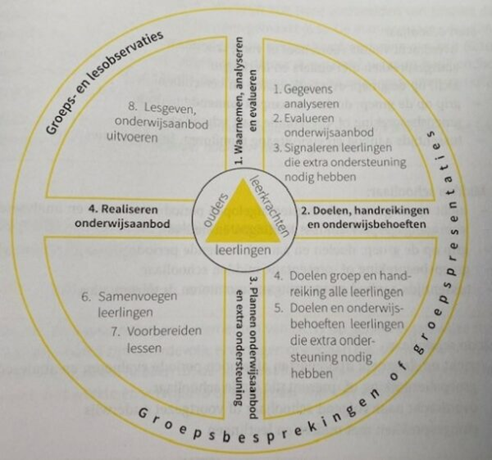 Groeps- en lesobservaties
1. Waarnemen, analyseren
en evalueren
8. Lesgeven,
onderwijsaanbod
uitvoeren
1. Gegevens
analyseren
2. Evalueren
onderwijsaanbod
3. Signaleren leerlingen
die extra ondersteuning
nodig hebben
4. Realiseren
onderwijsaanbod
ouders
leerkrachten
leerlingen
2. Doelen, handreikingen
en onderwijsbehoeften
6. Samenvoegen
leerlingen
7. Voorbereiden
lessen
3. Plannen onderwijsaanbod
en extra ondersteuning
4. Doelen groep en hand-
reiking alle leerlingen
5. Doelen en onderwijs-
behoeften leerlingen
die extra onder-
steuning nodig
hebben
Groepsbesprekingen of groepspresentaties